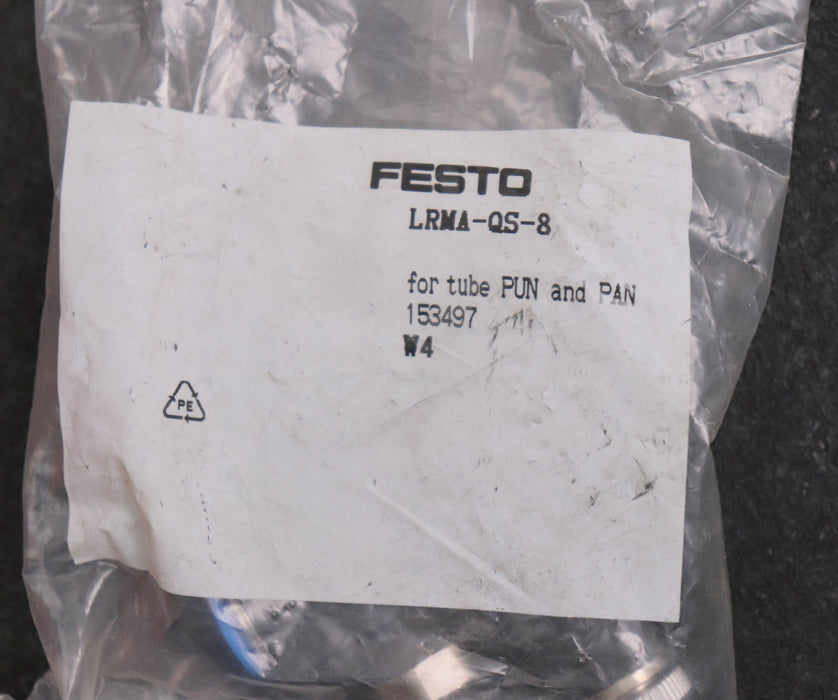 FESTO
LRMA-QS-8
for tube PUN and PAN
153497
W4
PE